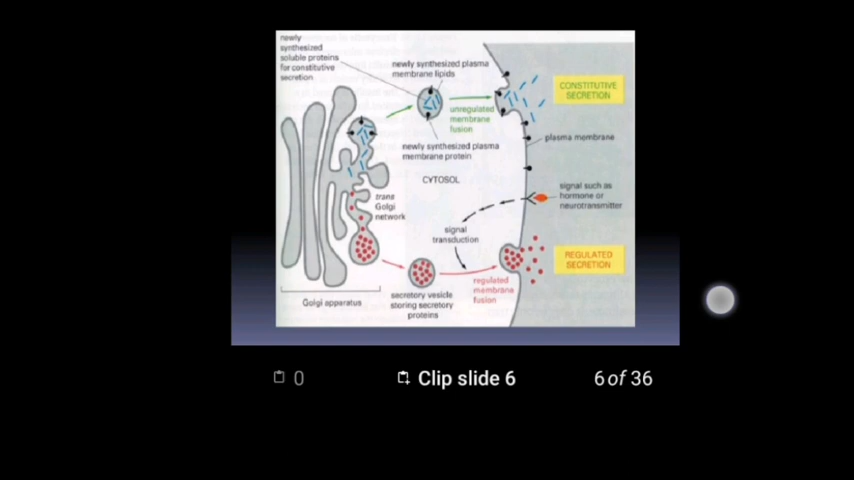 newly
synthesized
soluble proteins
for constitutive
secretion
newly synthesized plasma
membrane lipids
CONSTITUTIVE
SECRETION
unregulated
membrane
fusion
plasma membrane
newly synthesized plasma
membrane protein
CYTOSOL
signal such as
hormone or
neurotransmitter
trans
Golgi
network
signal
transduction
REGULATED
SECRETION
regulated
membrane
fusion
Golgi apparatus
secretory vesicle
storing secretory
proteins
0
Clip slide 6
6 of 36